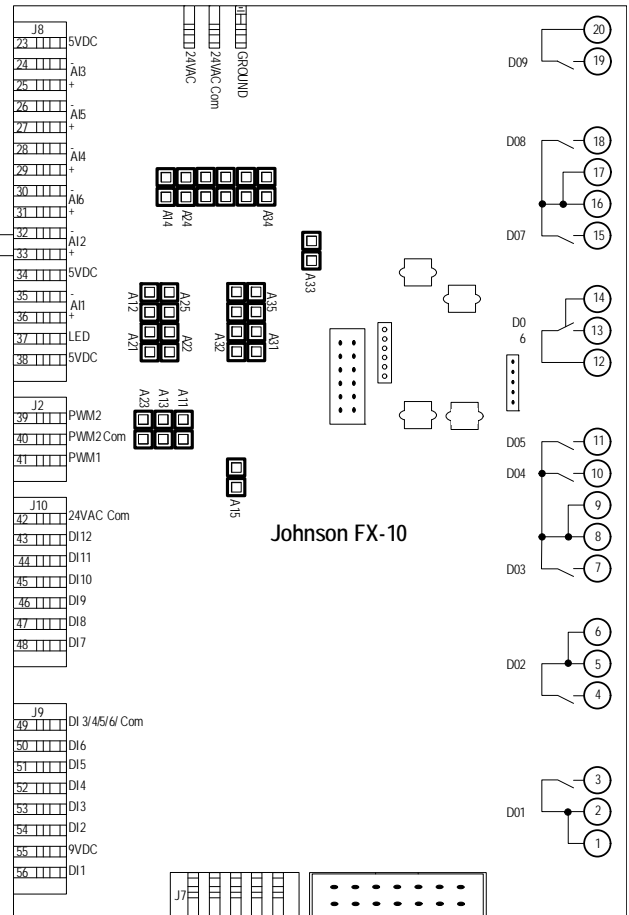 J8
23 5VDC
24 -
AI3
25 +
26 -
AI5
27 +
28 -
AI4
29 +
30 -
AI6
31 +
32 -
AI2
33 +
34 5VDC
35 -
AI1
36 +
37 LED
38 5VDC
J2
39 PWM2
40 PWM2 Com
41 PWM1
J10
42 24VAC Com
43 DI12
44 DI11
45 DI10
46 DI9
47 DI8
48 DI7
J9
49 DI 3/4/5/6/ Com
50 DI6
51 DI5
52 DI4
53 DI3
54 DI2
55 9VDC
56 DI1
24VAC
24VAC Com
GROUND
A14
A24
A34
A33
A12
A25
A35
A21
A22
A32
A31
A23
A13
A11
A15
Johnson FX-10
J7
20
D09
19
D08
18
17
16
D07
15
14
D0
6
13
12
D05
11
D04
10
9
8
D03
7
6
D02
5
4
3
D01
2
1